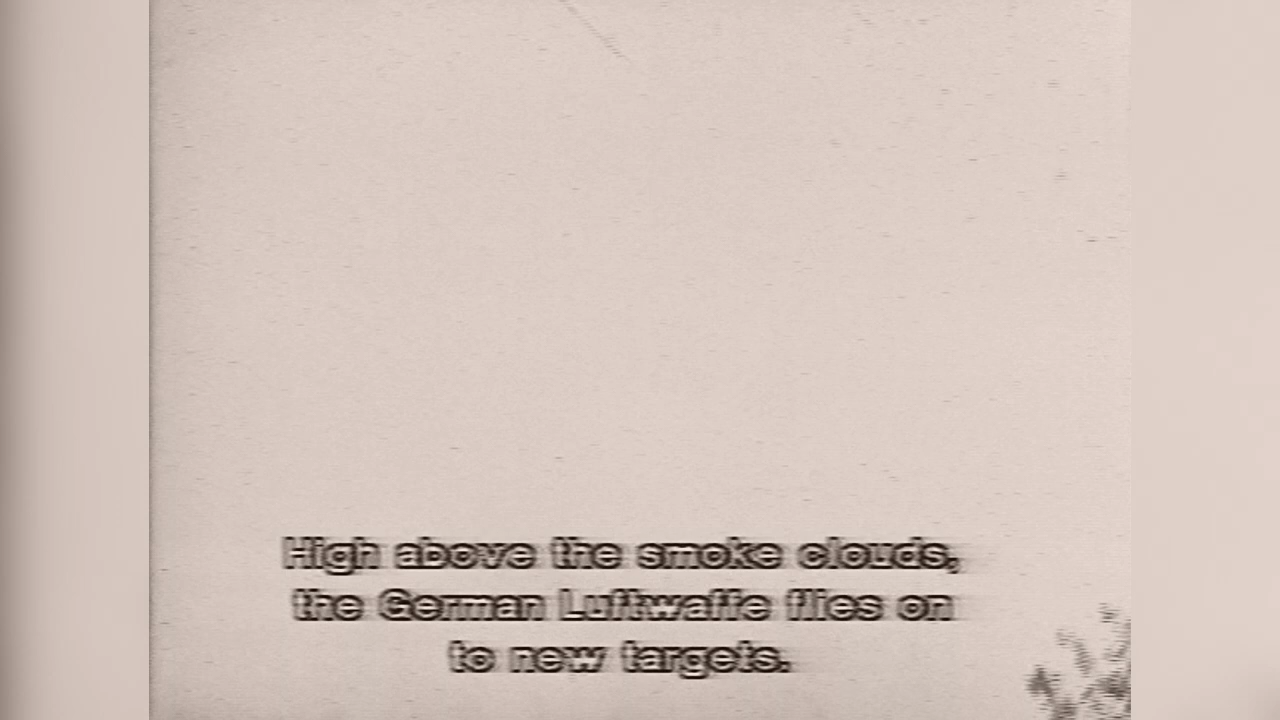 High above the smoke clouds,
the German Luftwaffe flies on
to new targets.